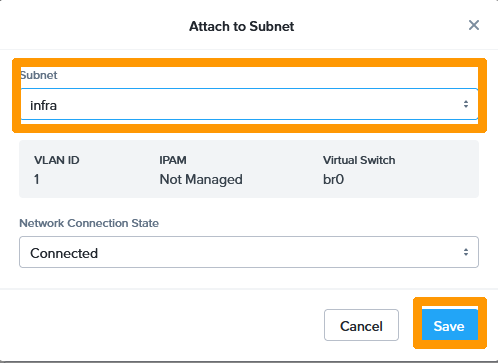 Attach to Subnet
Subnet
infra
VLAN ID IPAM Virtual Switch
1 Not Managed br0
Network Connection State
Connected
Cancel Save